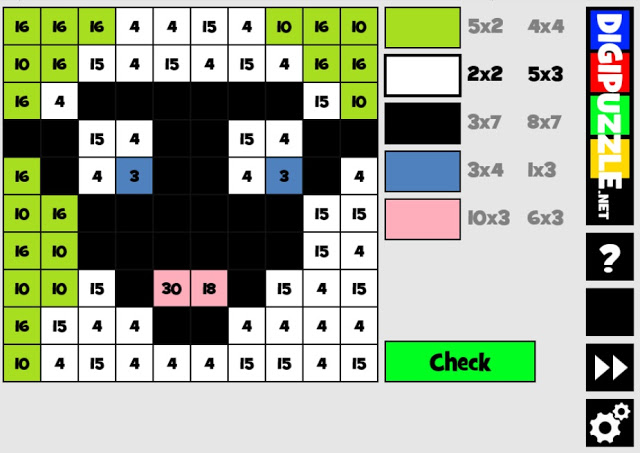 16 16 16 4 4 15 4 10 16 10
10 16 15 4 15 4 15 4 16 16
16 4 15 10
15 4 15 4
16 4 3 4 3 4
10 16 15 15
16 10 15 4
10 10 15 30 18 15 4 15
16 15 4 4 4 4 4 4
10 4 15 4 4 4 15 15 4 15
5x2 4x4
2x2 5x3
3x7 8x7
3x4 1x3
10x3 6x3
Check
DIGIPUZZLE.NET
?